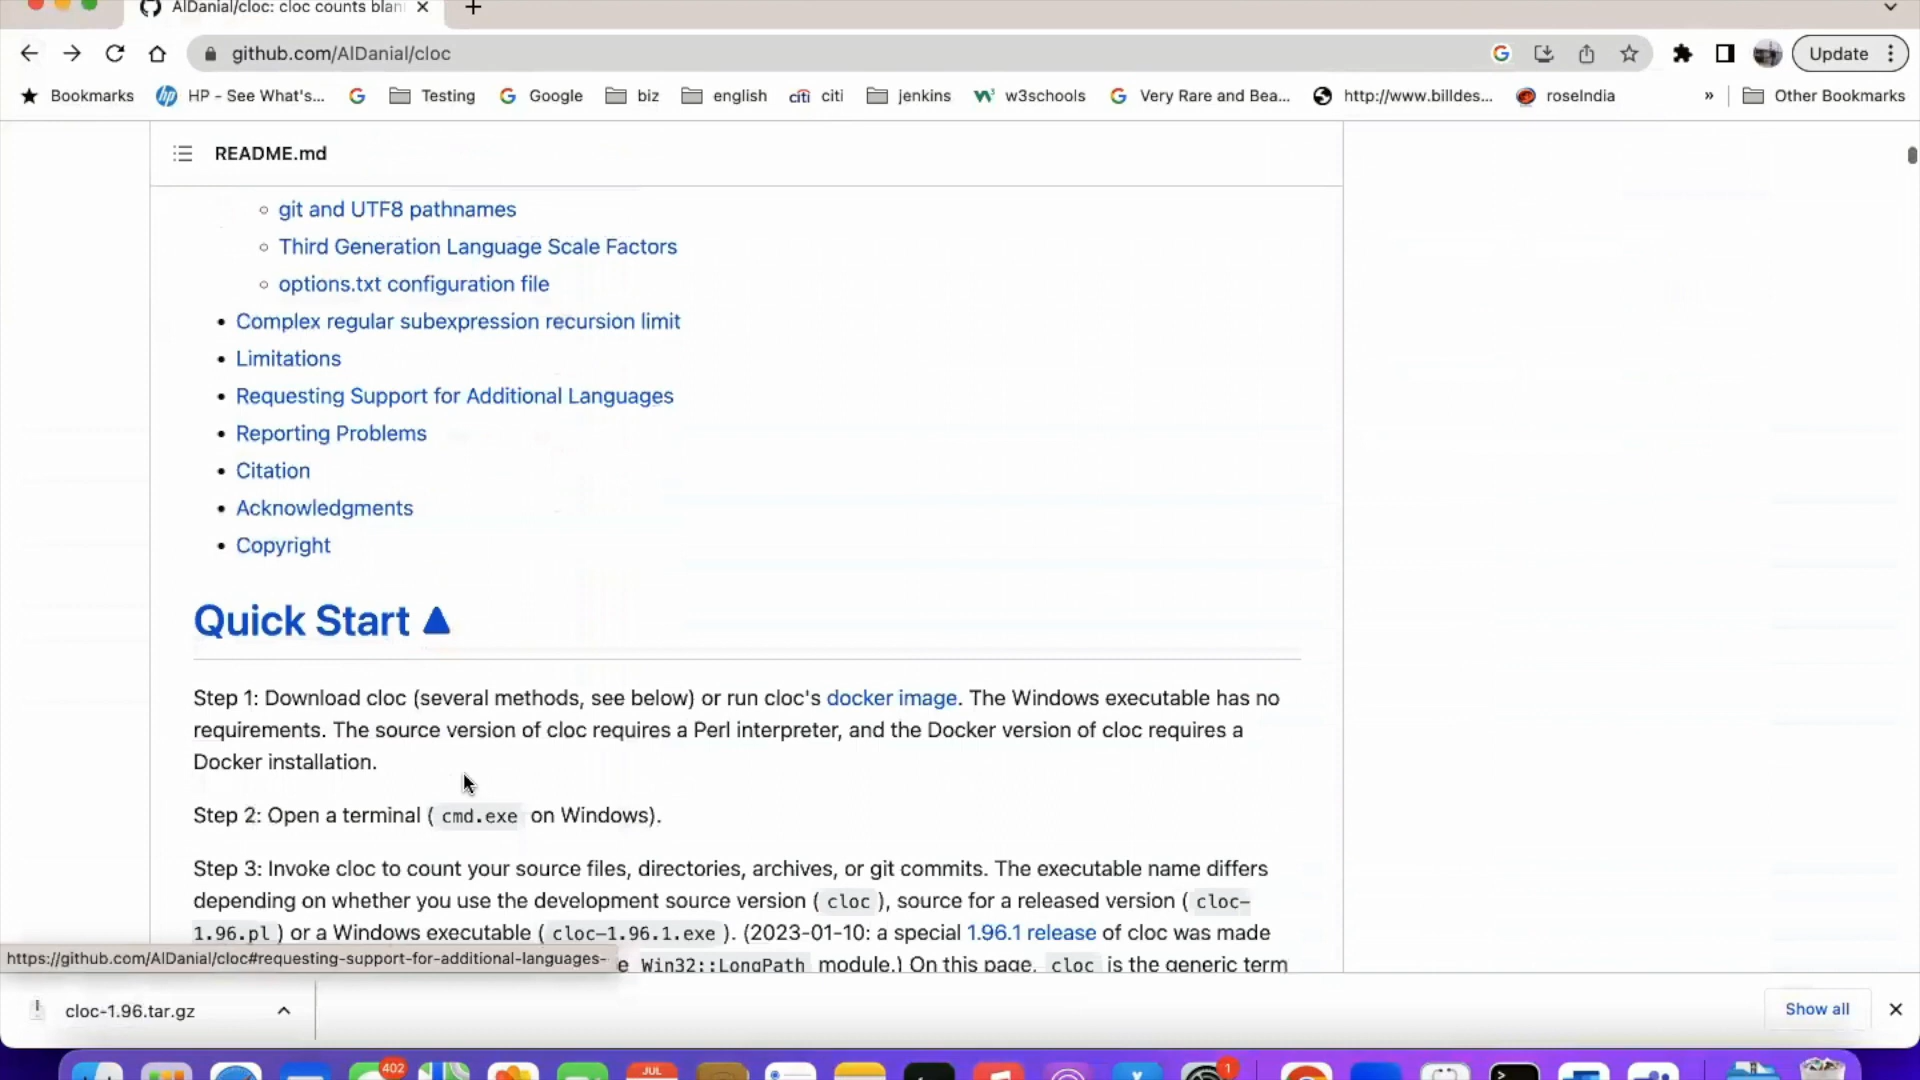 AlDanial/cloc: cloc counts blan
github.com/AlDanial/cloc
Update
Bookmarks
HP - See What's...
Testing
Google
biz
english
citi citi
jenkins
w3schools
Very Rare and Bea...
http://www.billdes...
roseIndia
»
Other Bookmarks
README.md
git and UTF8 pathnames
Third Generation Language Scale Factors
options.txt configuration file
Complex regular subexpression recursion limit
Limitations
Requesting Support for Additional Languages
Reporting Problems
Citation
Acknowledgments
Copyright
Quick Start ▲
Step 1: Download cloc (several methods, see below) or run cloc's docker image. The Windows executable has no
requirements. The source version of cloc requires a Perl interpreter, and the Docker version of cloc requires a
Docker installation.
Step 2: Open a terminal ( cmd.exe on Windows).
Step 3: Invoke cloc to count your source files, directories, archives, or git commits. The executable name differs
depending on whether you use the development source version ( cloc ), source for a released version ( cloc-
1.96.pl ) or a Windows executable ( cloc-1.96.1.exe ). (2023-01-10: a special 1.96.1 release of cloc was made
https://github.com/AlDanial/cloc#requesting-support-for-additional-languages-
e Win32::LongPath module.) On this page, cloc is the generic term
cloc-1.96.tar.gz
Show all
402
JUL
1